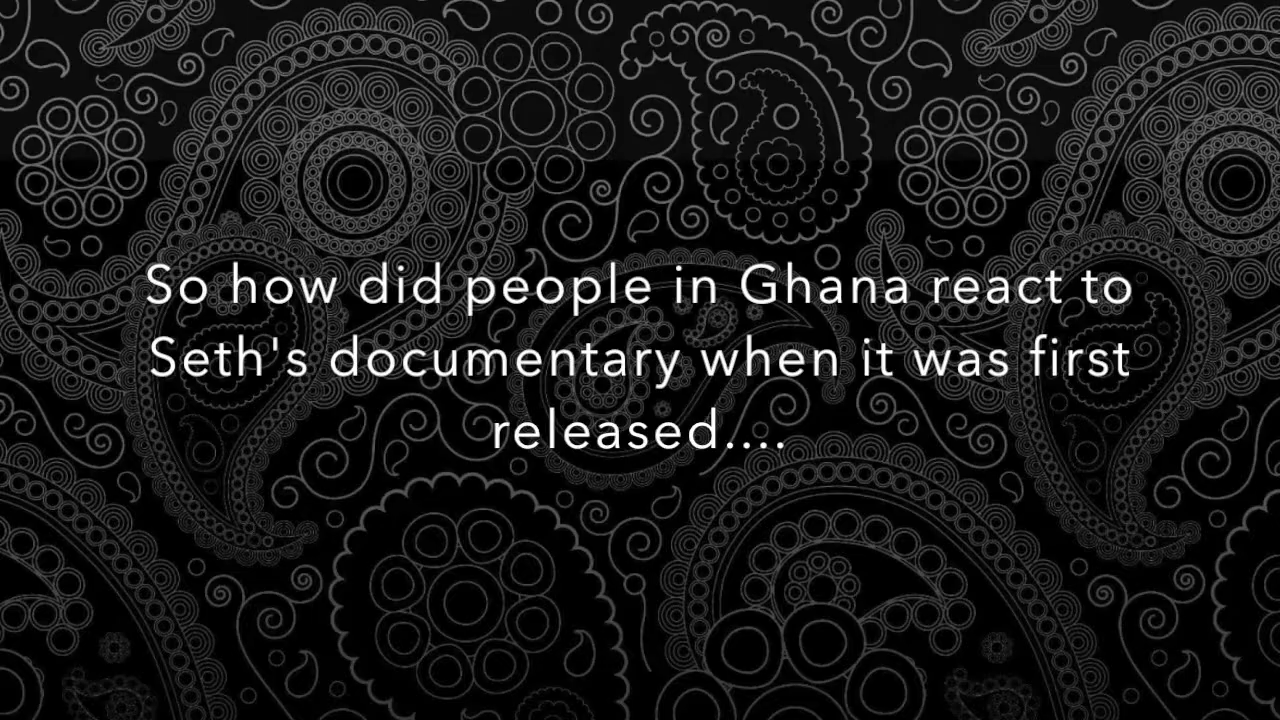 So how did people in Ghana react to
Seth's documentary when it was first
released....